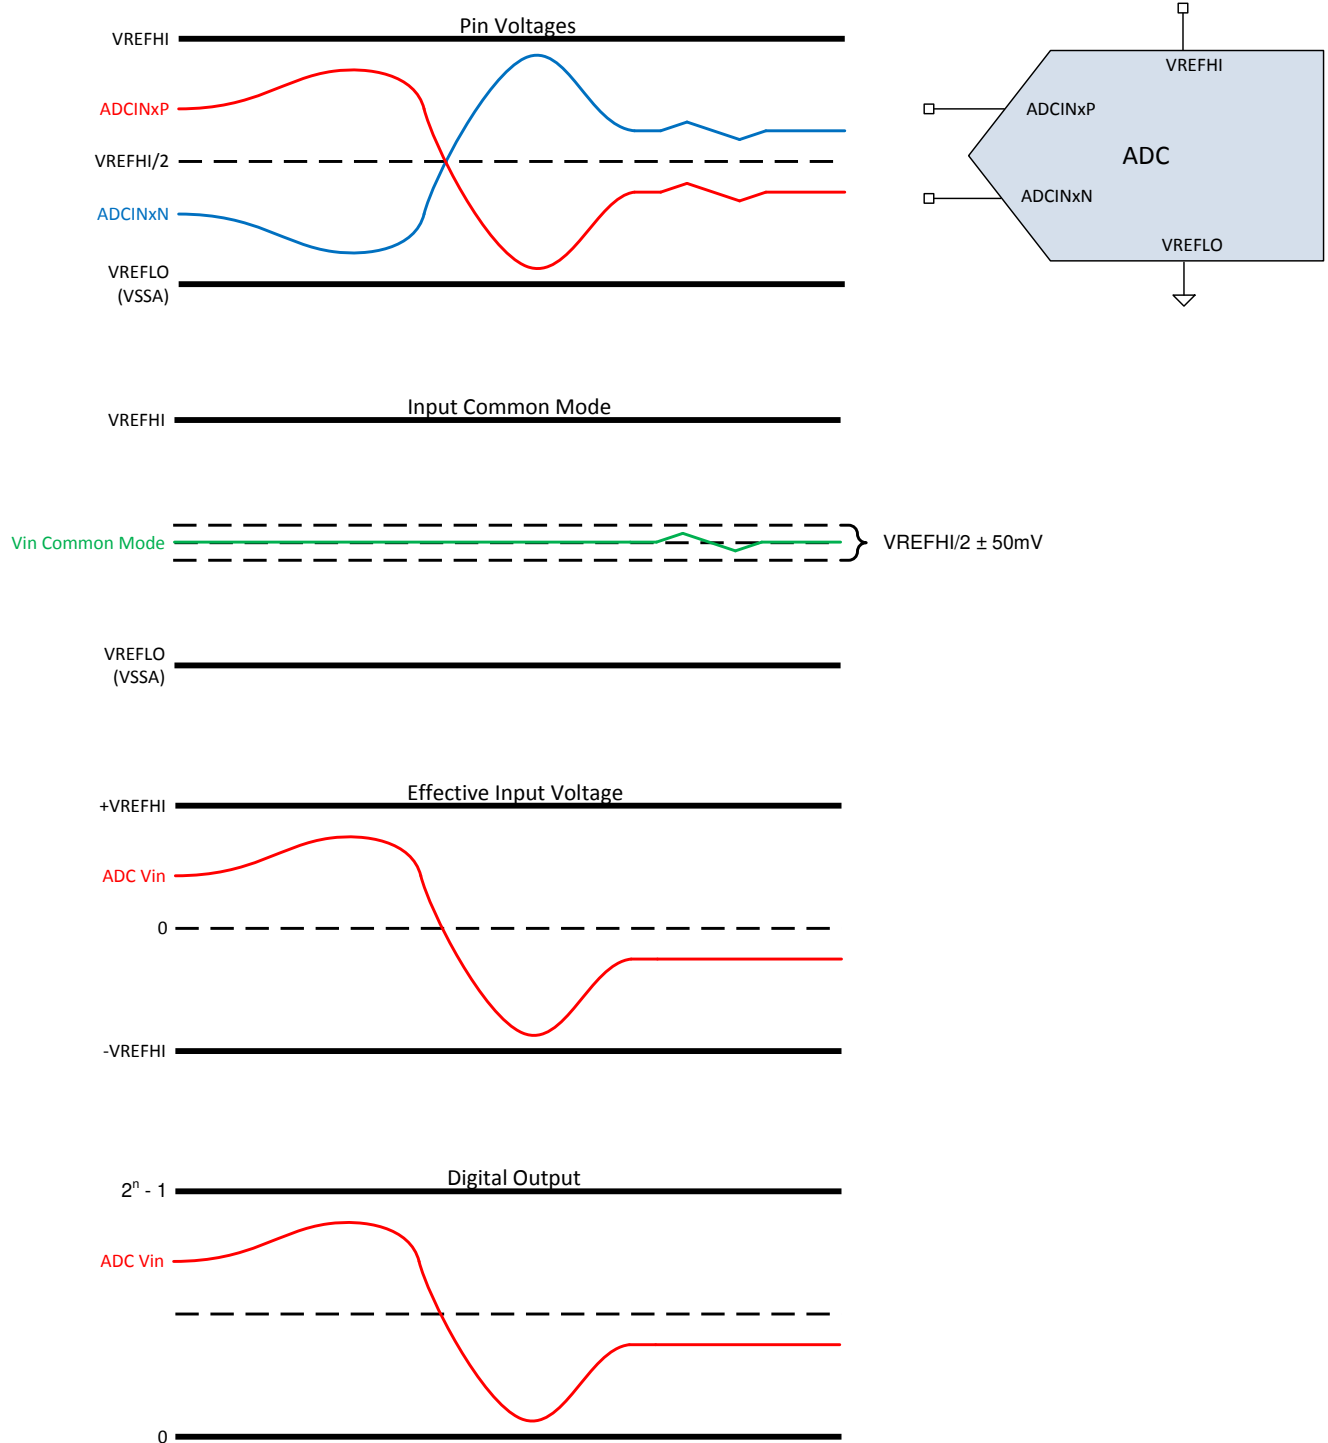 Pin Voltages
VREFHI
ADCINxP
VREFHI/2
ADCINxN
VREFLO
(VSSA)
VREFHI
ADCINxP
ADC
ADCINxN
VREFLO
Input Common Mode
VREFHI
Vin Common Mode
VREFHI/2 ± 50mV
VREFLO
(VSSA)
Effective Input Voltage
+VREFHI
ADC Vin
0
-VREFHI
Digital Output
2ⁿ - 1
ADC Vin
0